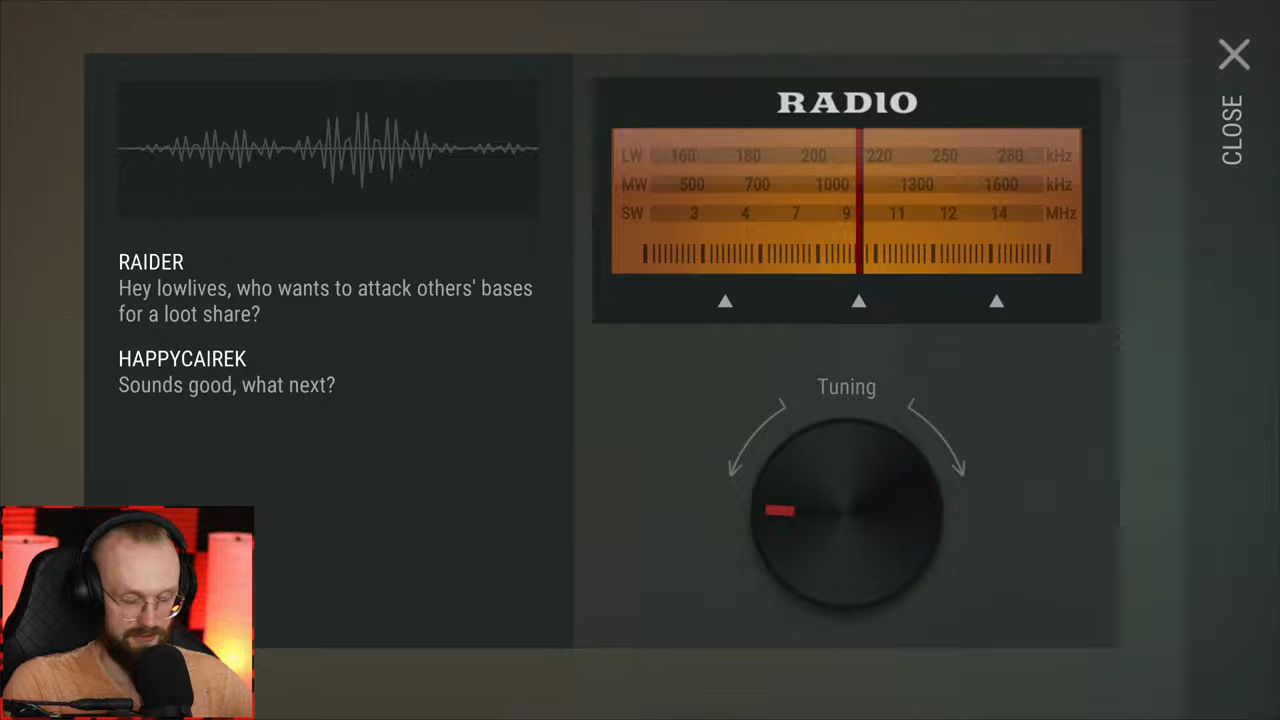 RADIO
CLOSE
LW 160 180 200 220 250 280 kHz
MW 500 700 1000 1300 1600 kHz
SW 3 4 7 9 11 12 14 MHz
RAIDER
Hey lowlives, who wants to attack others' bases
for a loot share?
HAPPYCAIREK
Sounds good, what next?
Tuning